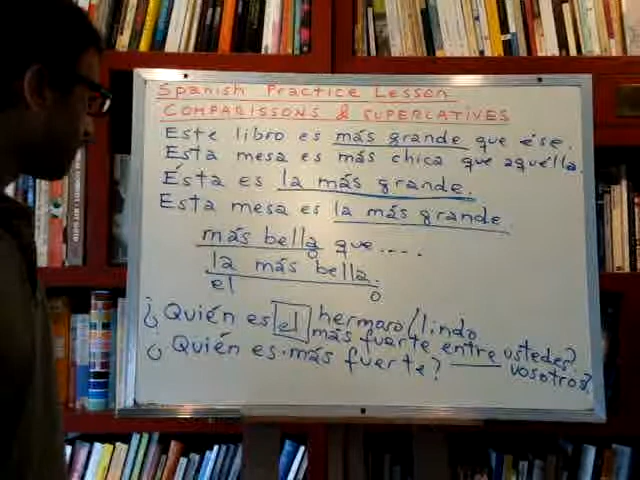 Spanish Practice Lesson
COMPARISSONS & SUPERLATIVES
Este libro es más grande que ése.
Esta mesa es más chica que aquélla.
Ésta es la más grande.
Esta mesa es la más grande.
más bella que....
o
la más bella.
el o
¿Quién es el hermoso/lindo
más fuerte entre ustedes?
¿Quién es más fuerte? vosotros?